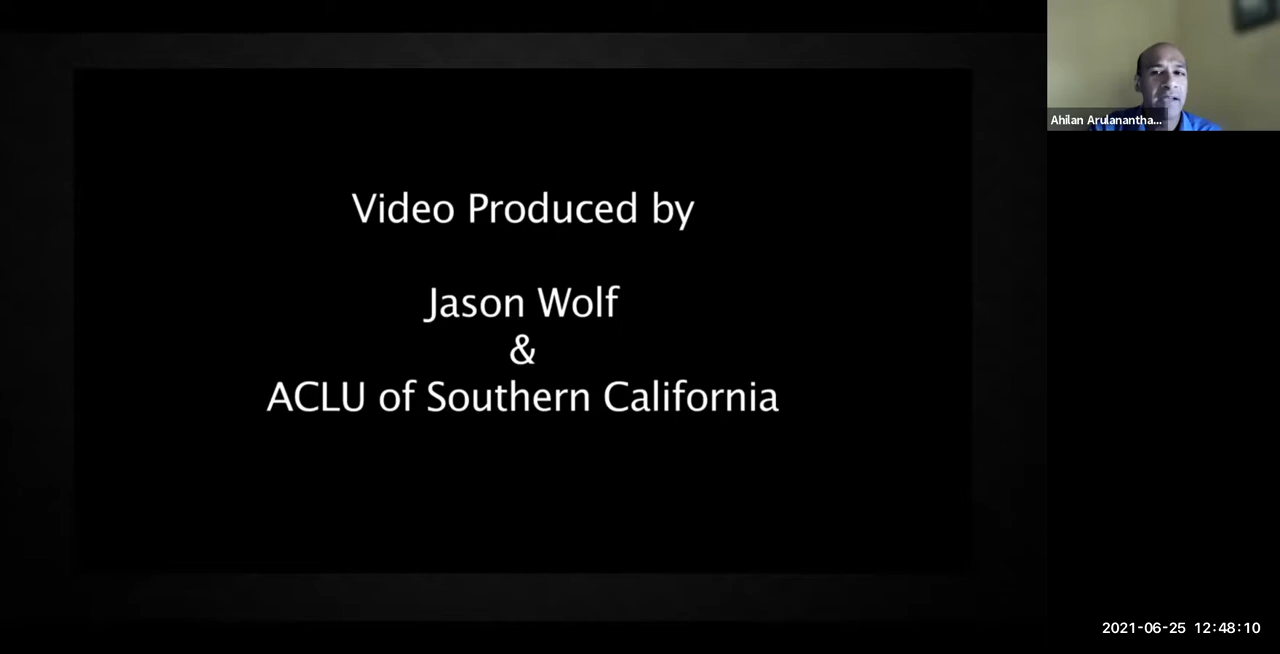 Video Produced by
Jason Wolf
&
ACLU of Southern California
Ahilan Arulanantha...
2021-06-25 12:48:10